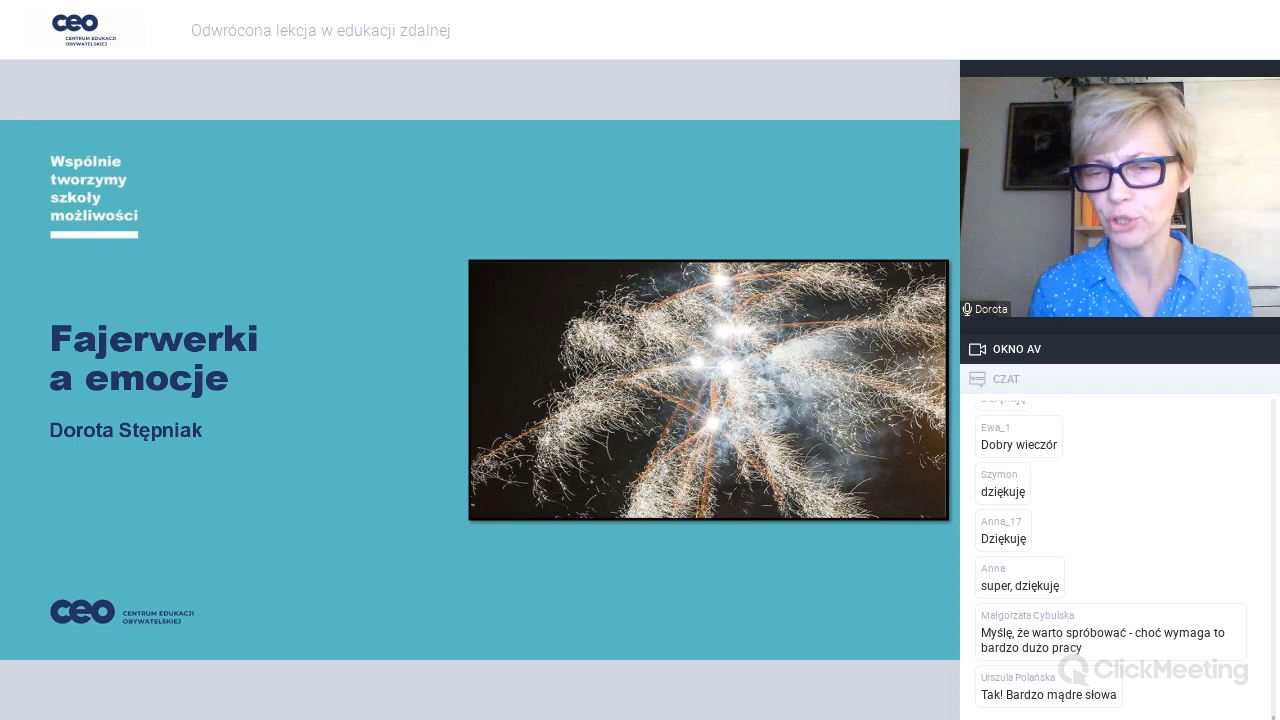 ceo
CENTRUM EDUKACJI
OBYWATELSKIEJ
Odwrócona lekcja w edukacji zdalnej
Wspólnie
tworzymy
szkoły
możliwości
Fajerwerki
a emocje
Dorota Stępniak
ceo
CENTRUM EDUKACJI
OBYWATELSKIEJ
Dorota
OKNO AV
CZAT
Dziękuję
Ewa_1
Dobry wieczór
Szymon
dziękuję
Anna_17
Dziękuję
Anna
super, dziękuję
Małgorzata Cybulska
Myślę, że warto spróbować - choć wymaga to
bardzo dużo pracy
ClickMeeting
Urszula Polańska
Tak! Bardzo mądre słowa